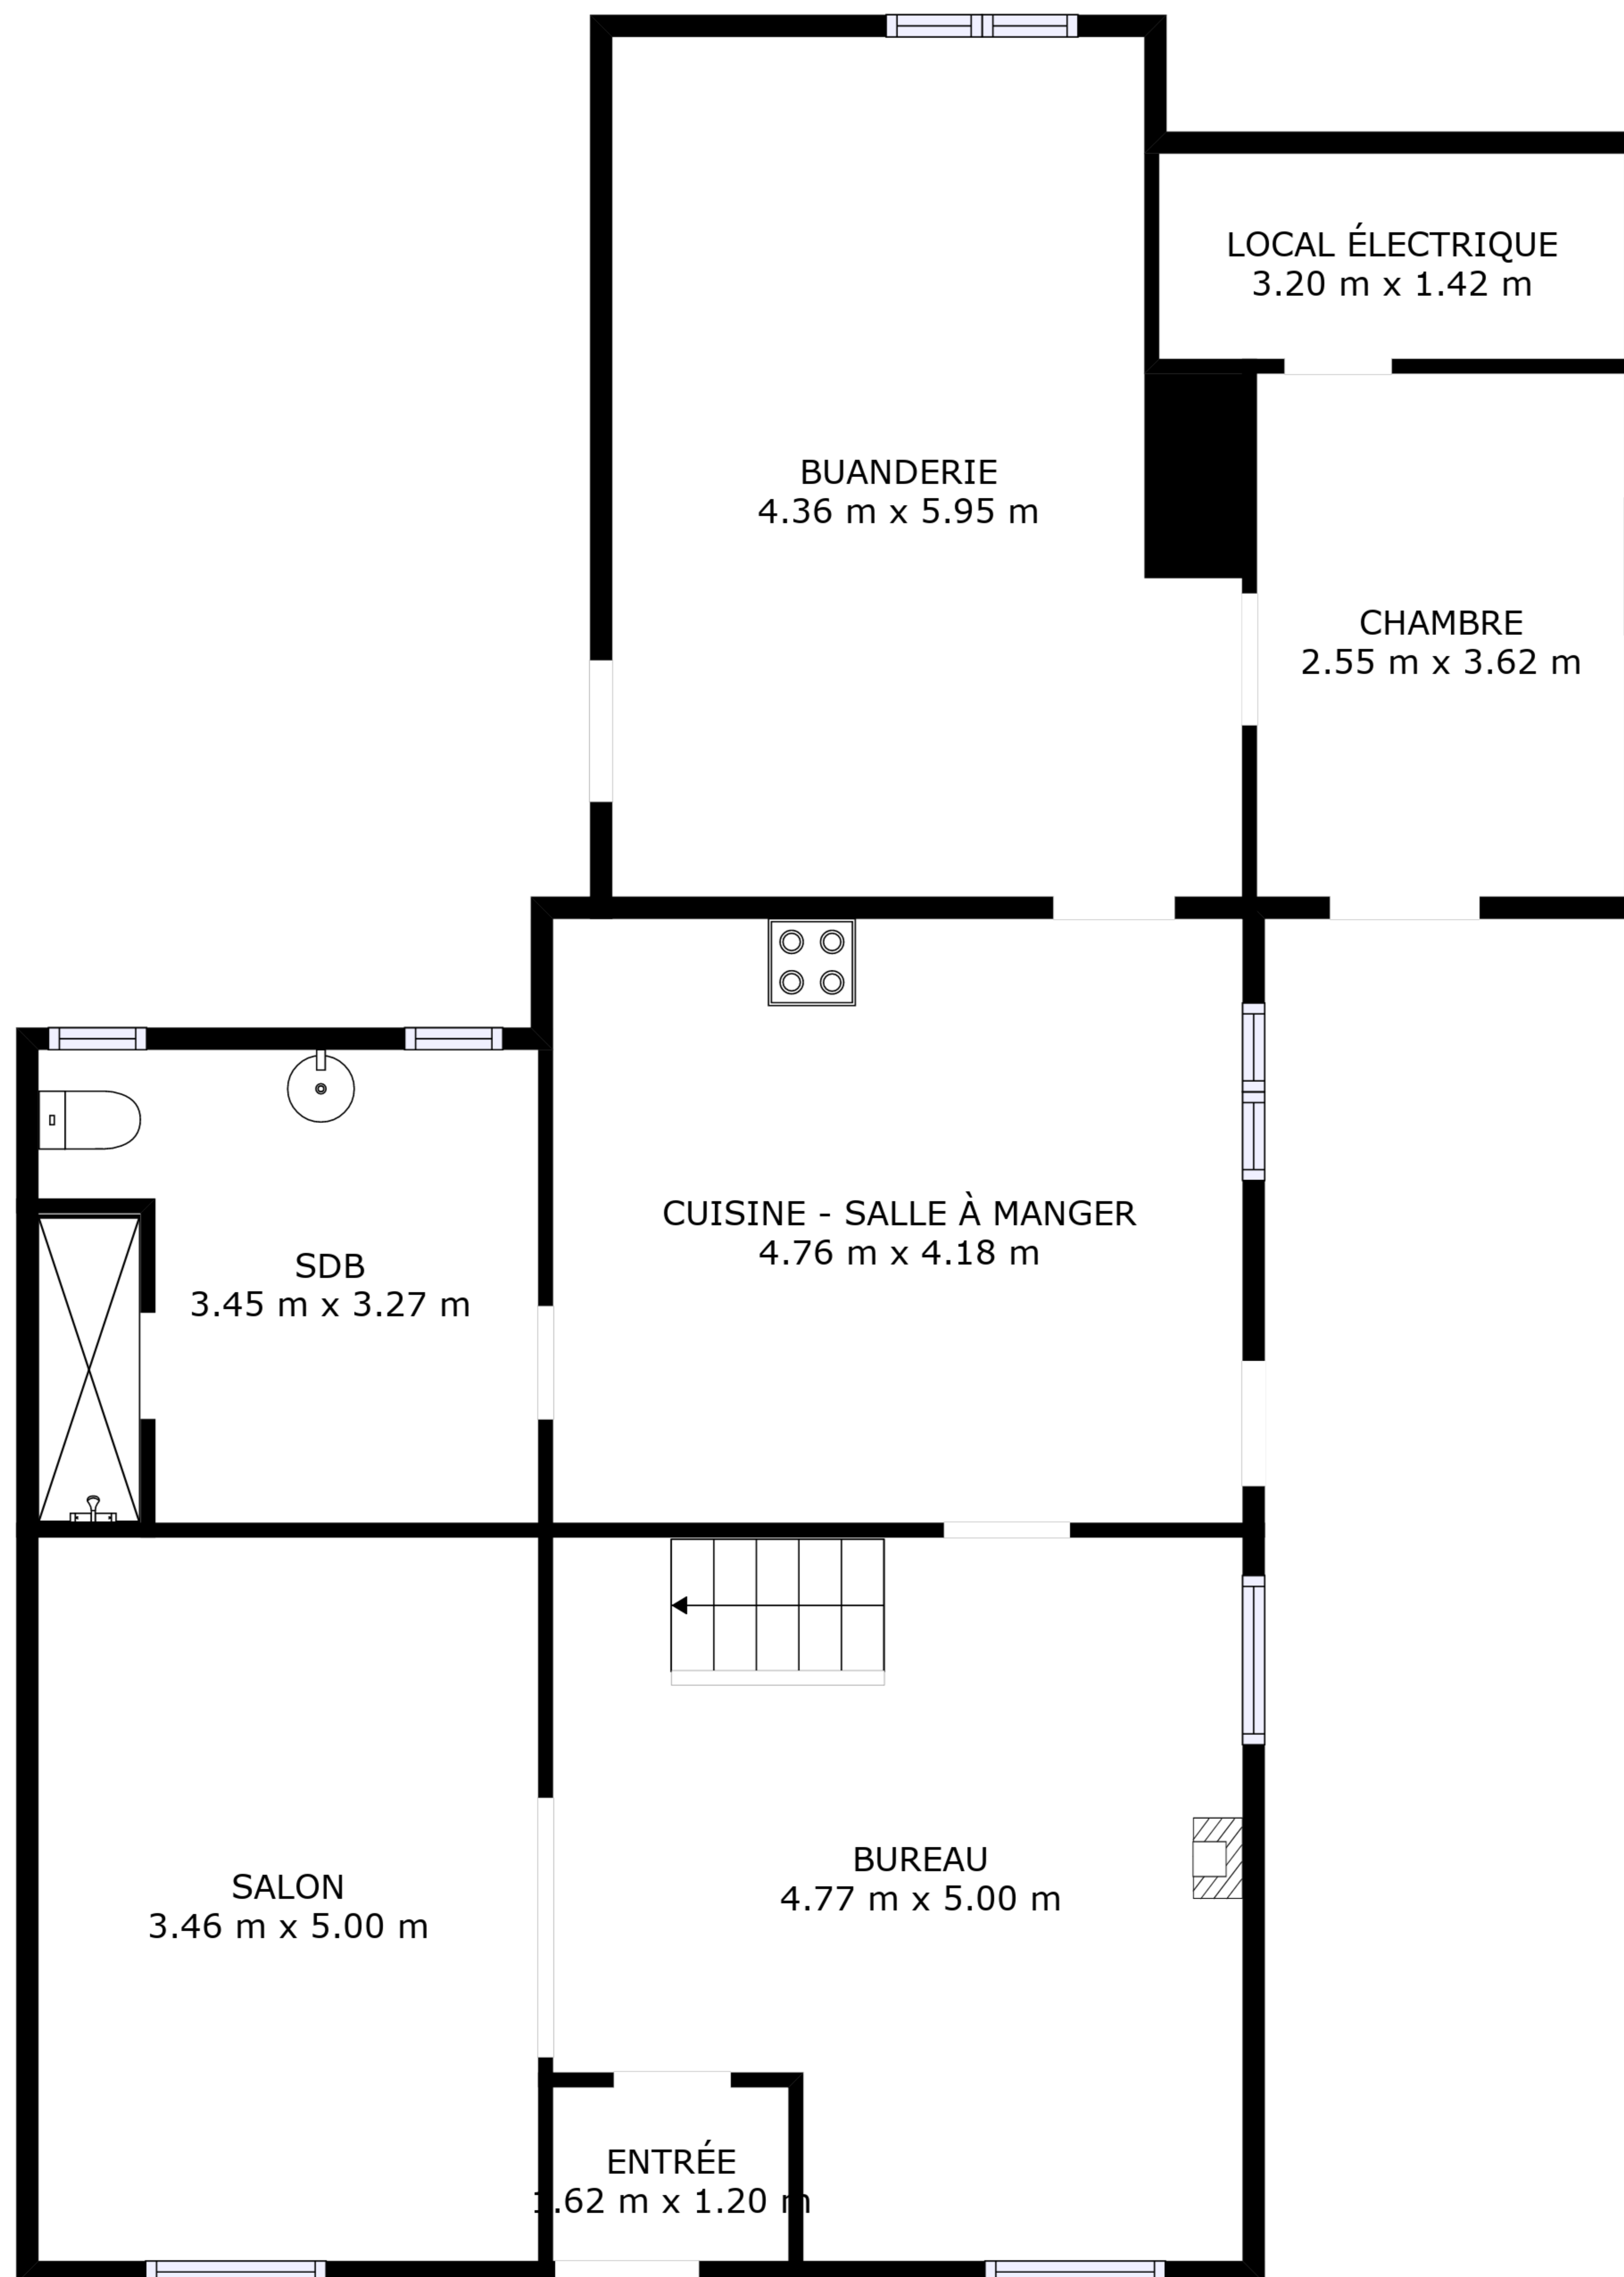 LOCAL ÉLECTRIQUE
3.20 m x 1.42 m
BUANDERIE
4.36 m x 5.95 m
CHAMBRE
2.55 m x 3.62 m
CUISINE - SALLE À MANGER
4.76 m x 4.18 m
SDB
3.45 m x 3.27 m
BUREAU
4.77 m x 5.00 m
SALON
3.46 m x 5.00 m
ENTRÉE
1.62 m x 1.20 m